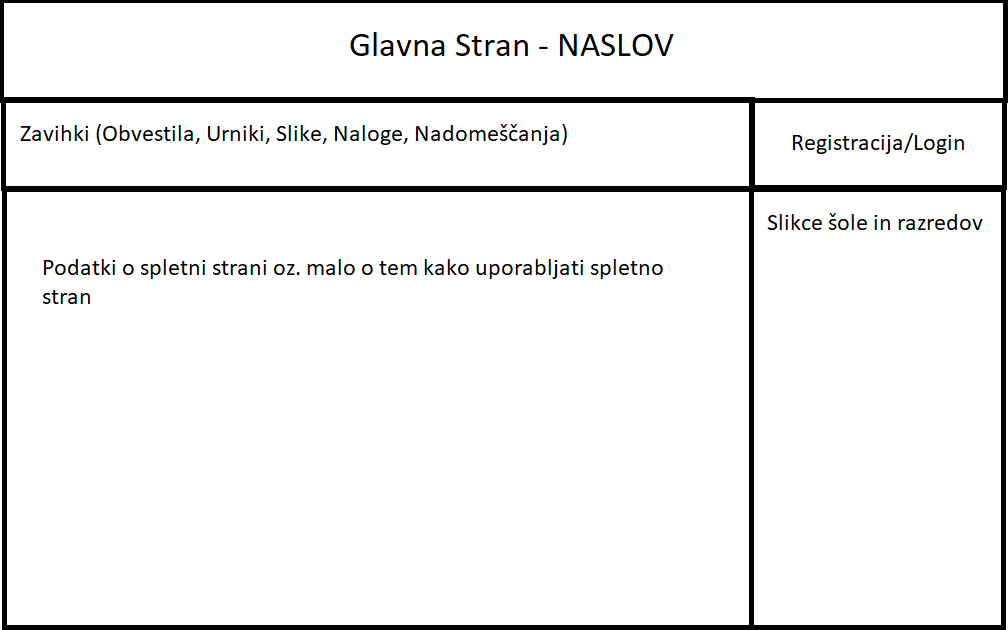 Glavna Stran - NASLOV
Zavihki (Obvestila, Urniki, Slike, Naloge, Nadomeščanja)
Registracija/Login
Podatki o spletni strani oz. malo o tem kako uporabljati spletno
stran
Slikce šole in razredov